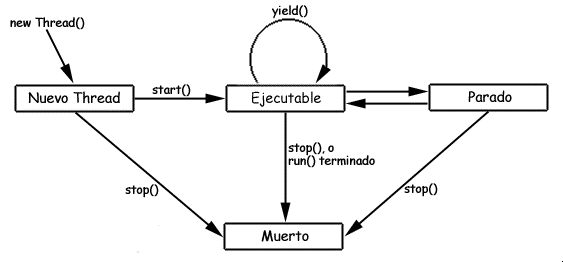 yield()
new Thread()
Nuevo Thread
start()
Ejecutable
Parado
stop(), o
run() terminado
stop()
stop()
Muerto